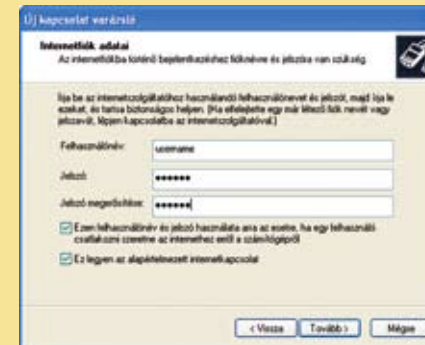 Új kapcsolat varázsló
Internetfiók adatai
Az internetfiókba történő bejelentkezéshez fióknévre és jelszóra van szükség.
Írja be az internetszolgáltatóhoz használandó felhasználónevet és jelszót, majd írja le
ezeket, és tartsa biztonságos helyen. (Ha elfelejtette egy már létező fiók nevét vagy
jelszavát, lépjen kapcsolatba az internetszolgáltatóval.)
Felhasználónév:
username
Jelszó:
••••••
Jelszó megerősítése:
••••••
Ezen felhasználónév és jelszó használata arra az esetre, ha egy felhasználó
csatlakozni szeretne az internethez erről a számítógépről
Ez legyen az alapértelmezett internetkapcsolat
< Vissza
Tovább >
Mégse